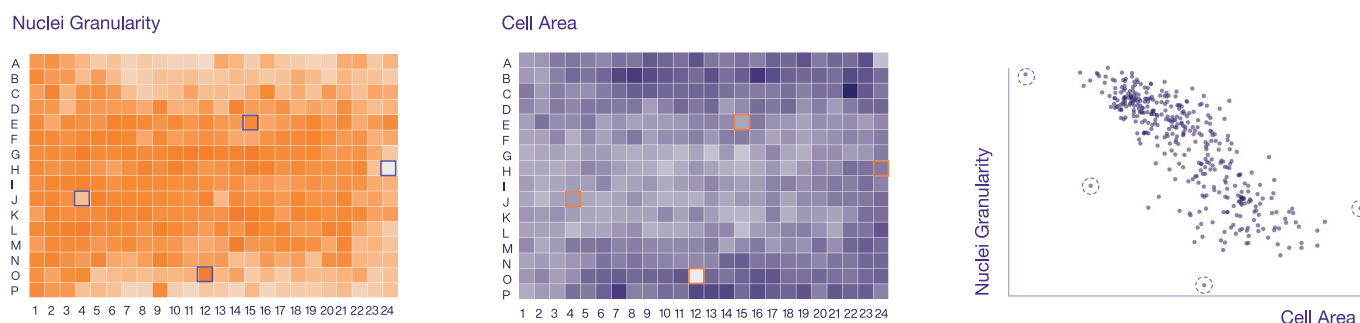 Nuclei Granularity
A
B
C
D
E
F
G
H
I
J
K
L
M
N
O
P
1 2 3 4 5 6 7 8 9 10 11 12 13 14 15 16 17 18 19 20 21 22 23 24
Cell Area
A
B
C
D
E
F
G
H
I
J
K
L
M
N
O
P
1 2 3 4 5 6 7 8 9 10 11 12 13 14 15 16 17 18 19 20 21 22 23 24
Nuclei Granularity
Cell Area